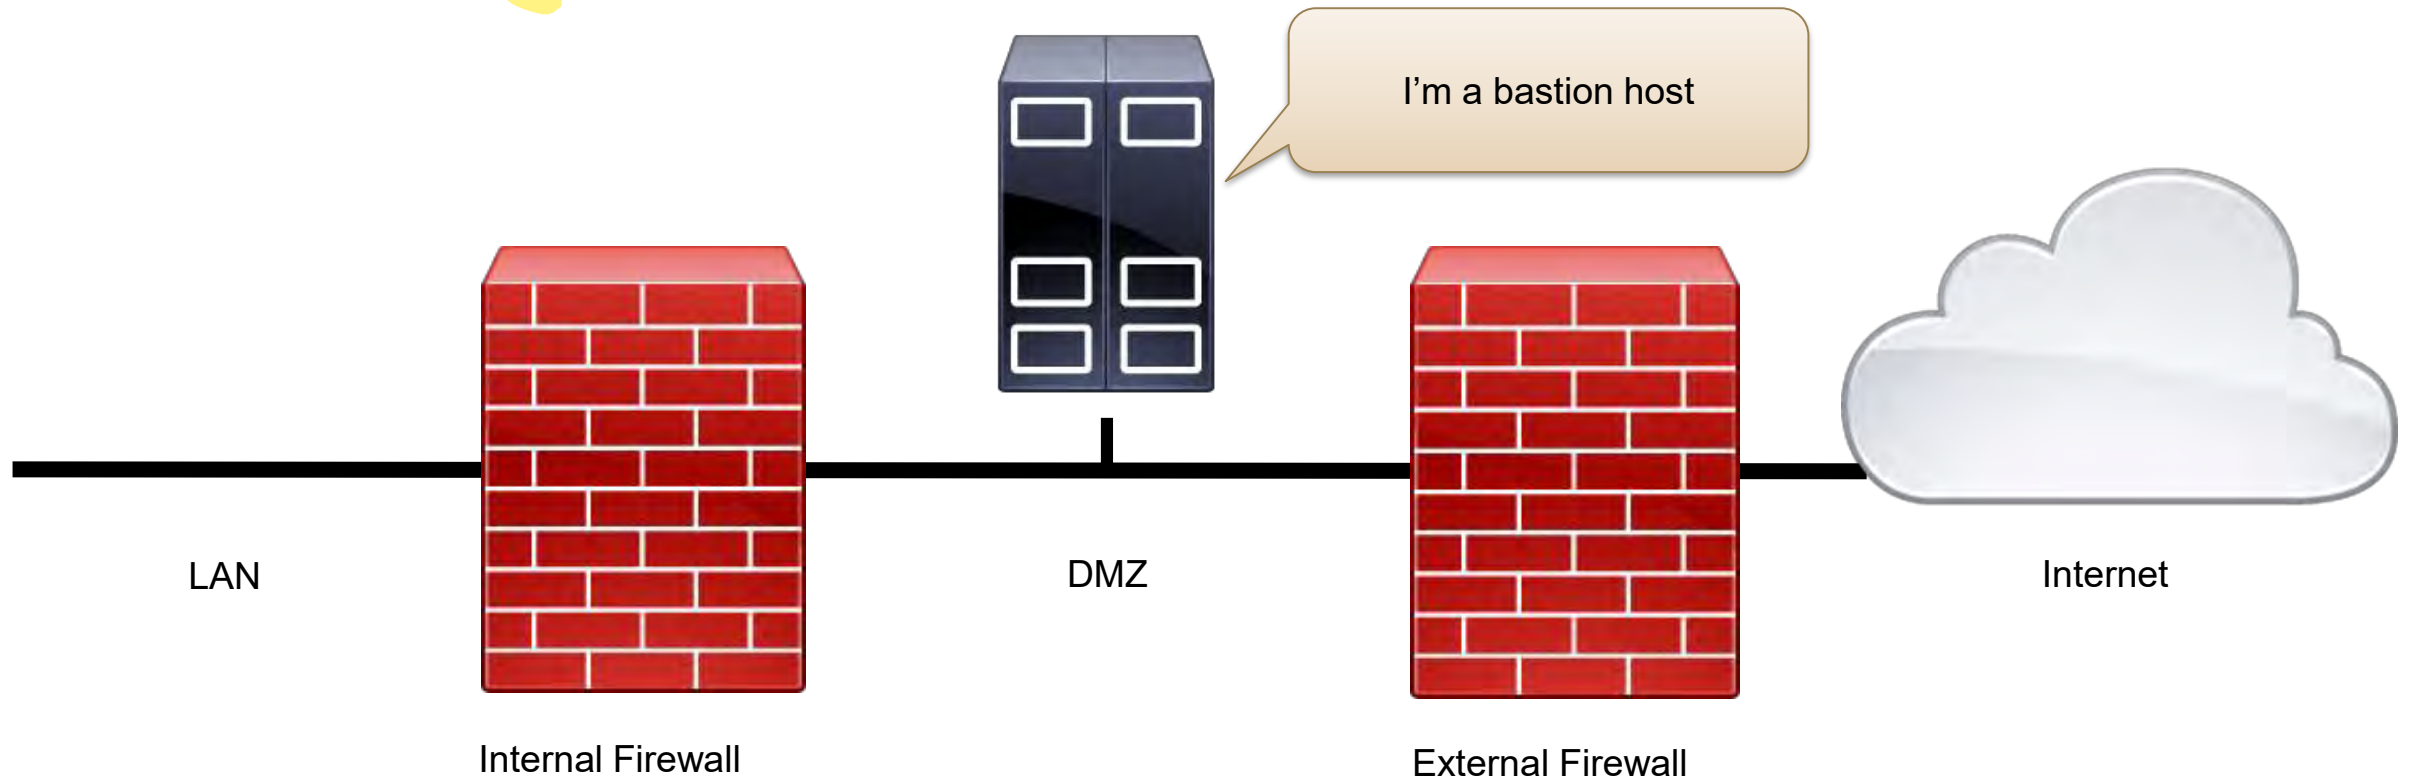 I’m a bastion host
LAN
DMZ
Internet
Internal Firewall
External Firewall